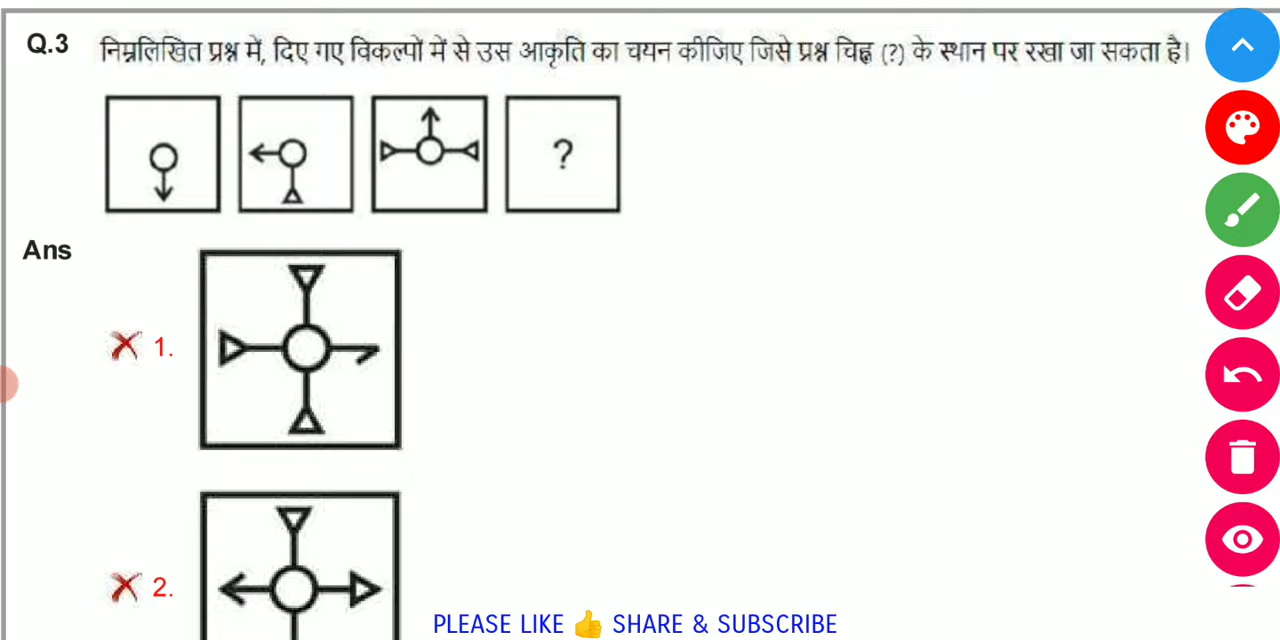 Q.3 निम्नलिखित प्रश्न में, दिए गए विकल्पों में से उस आकृति का चयन कीजिए जिसे प्रश्न चिह्न (?) के स्थान पर रखा जा सकता है।
?
Ans
1.
2.
PLEASE LIKE 👍 SHARE & SUBSCRIBE